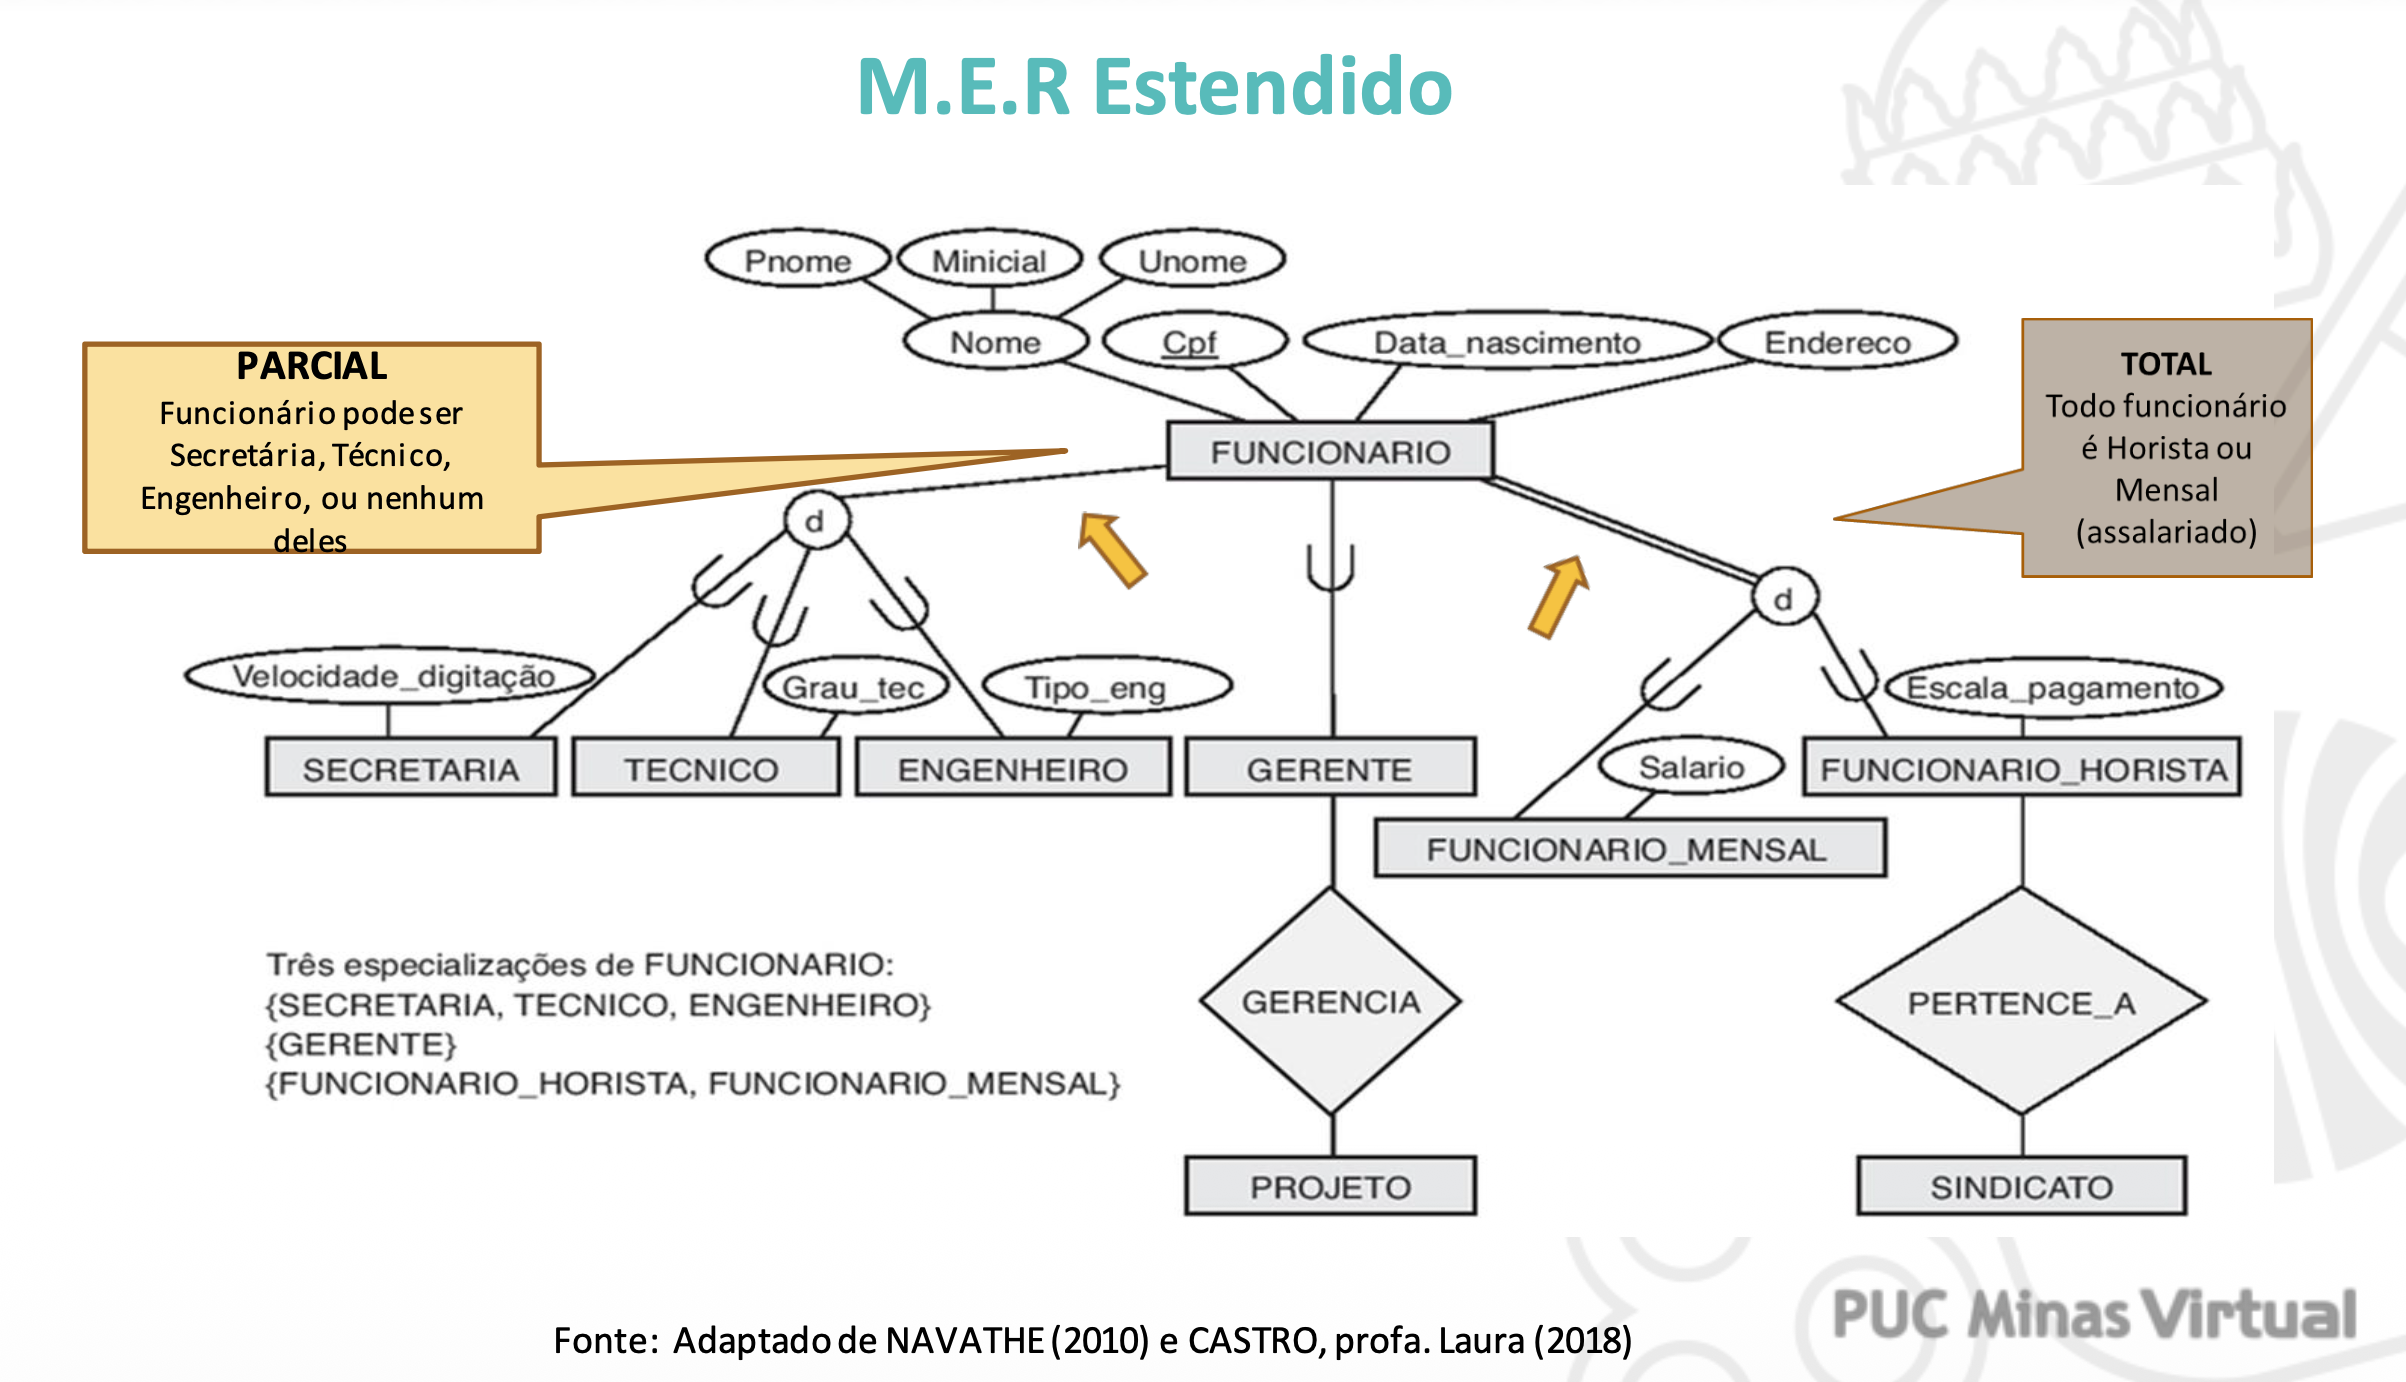 M.E.R Estendido
Pnome
Minicial
Unome
Nome
Cpf
Data_nascimento
Endereco
PARCIAL
Funcionário pode ser
Secretária, Técnico,
Engenheiro, ou nenhum
deles
TOTAL
Todo funcionário
é Horista ou
Mensal
(assalariado)
FUNCIONARIO
d
d
Velocidade_digitação
Grau_tec
Tipo_eng
Escala_pagamento
SECRETARIA
TECNICO
ENGENHEIRO
GERENTE
Salario
FUNCIONARIO_HORISTA
FUNCIONARIO_MENSAL
Três especializações de FUNCIONARIO:
{SECRETARIA, TECNICO, ENGENHEIRO}
{GERENTE}
{FUNCIONARIO_HORISTA, FUNCIONARIO_MENSAL}
GERENCIA
PERTENCE_A
PROJETO
SINDICATO
PUC Minas Virtual
Fonte: Adaptado de NAVATHE (2010) e CASTRO, profa. Laura (2018)